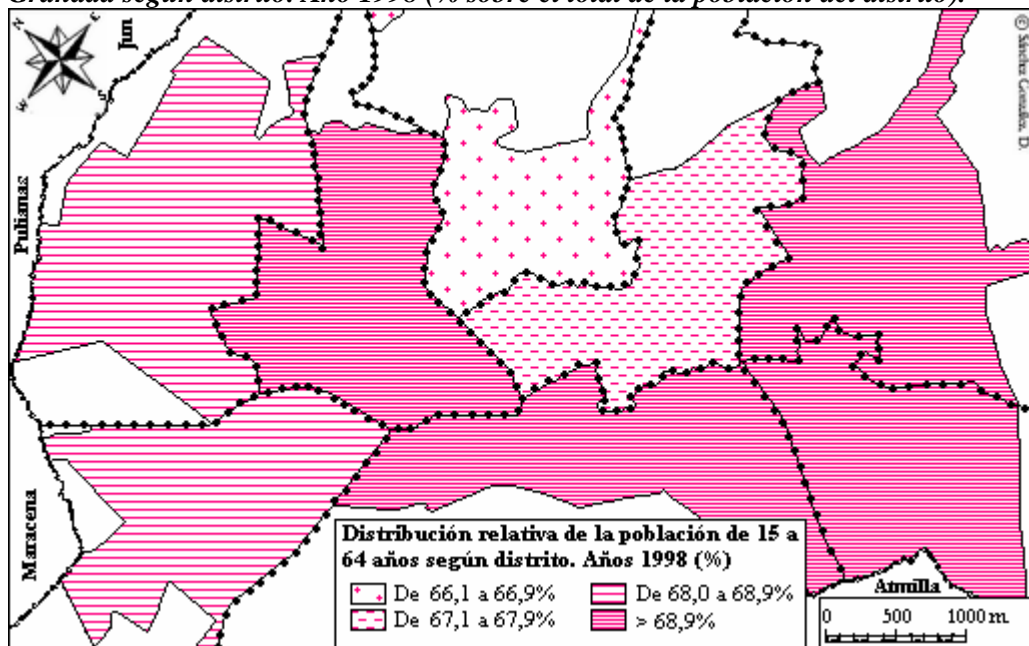 Granada según distrito. Año 1998 (% sobre el total de la población del distrito).
N
E
S
W
Jun
© Sánchez González, D.
Pulianas
Maracena
Distribución relativa de la población de 15 a
64 años según distrito. Años 1998 (%)
De 66,1 a 66,9%
De 68,0 a 68,9%
De 67,1 a 67,9%
> 68,9%
Armilla
0 500 1000 m.